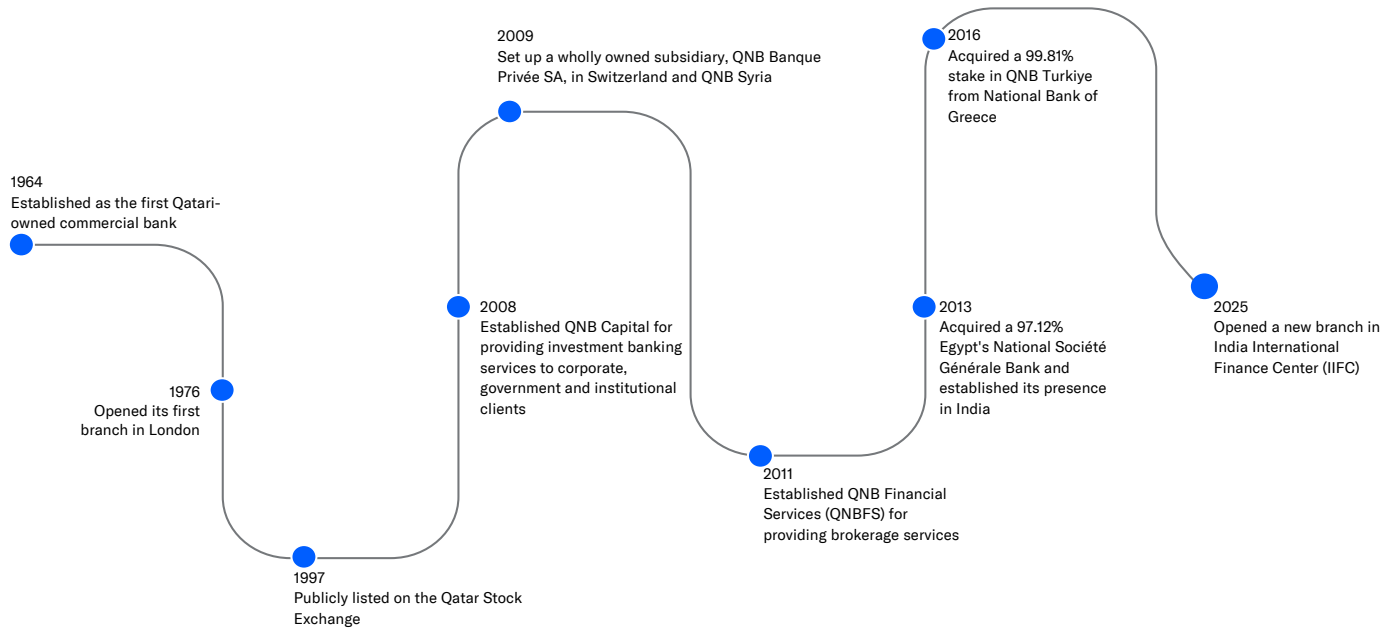 1964
Established as the first Qatari-
owned commercial bank
1976
Opened its first
branch in London
1997
Publicly listed on the Qatar Stock
Exchange
2008
Established QNB Capital for
providing investment banking
services to corporate,
government and institutional
clients
2009
Set up a wholly owned subsidiary, QNB Banque
Privée SA, in Switzerland and QNB Syria
2011
Established QNB Financial
Services (QNBFS) for
providing brokerage services
2013
Acquired a 97.12%
Egypt's National Société
Générale Bank and
established its presence
in India
2016
Acquired a 99.81%
stake in QNB Turkiye
from National Bank of
Greece
2025
Opened a new branch in
India International
Finance Center (IIFC)